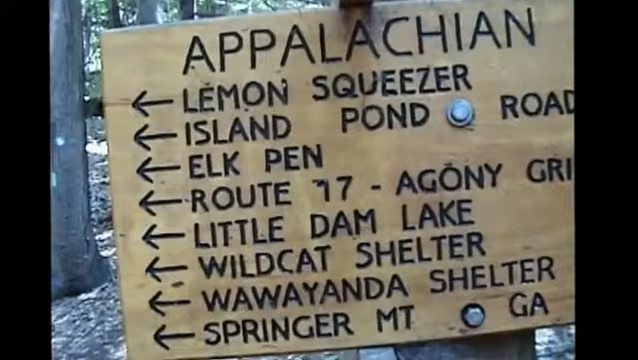 APPALACHIAN
← LEMON SQUEEZER
← ISLAND POND ROAD
← ELK PEN
← ROUTE 17 - AGONY GRI
← LITTLE DAM LAKE
← WILDCAT SHELTER
← WAWAYANDA SHELTER
← SPRINGER MT GA